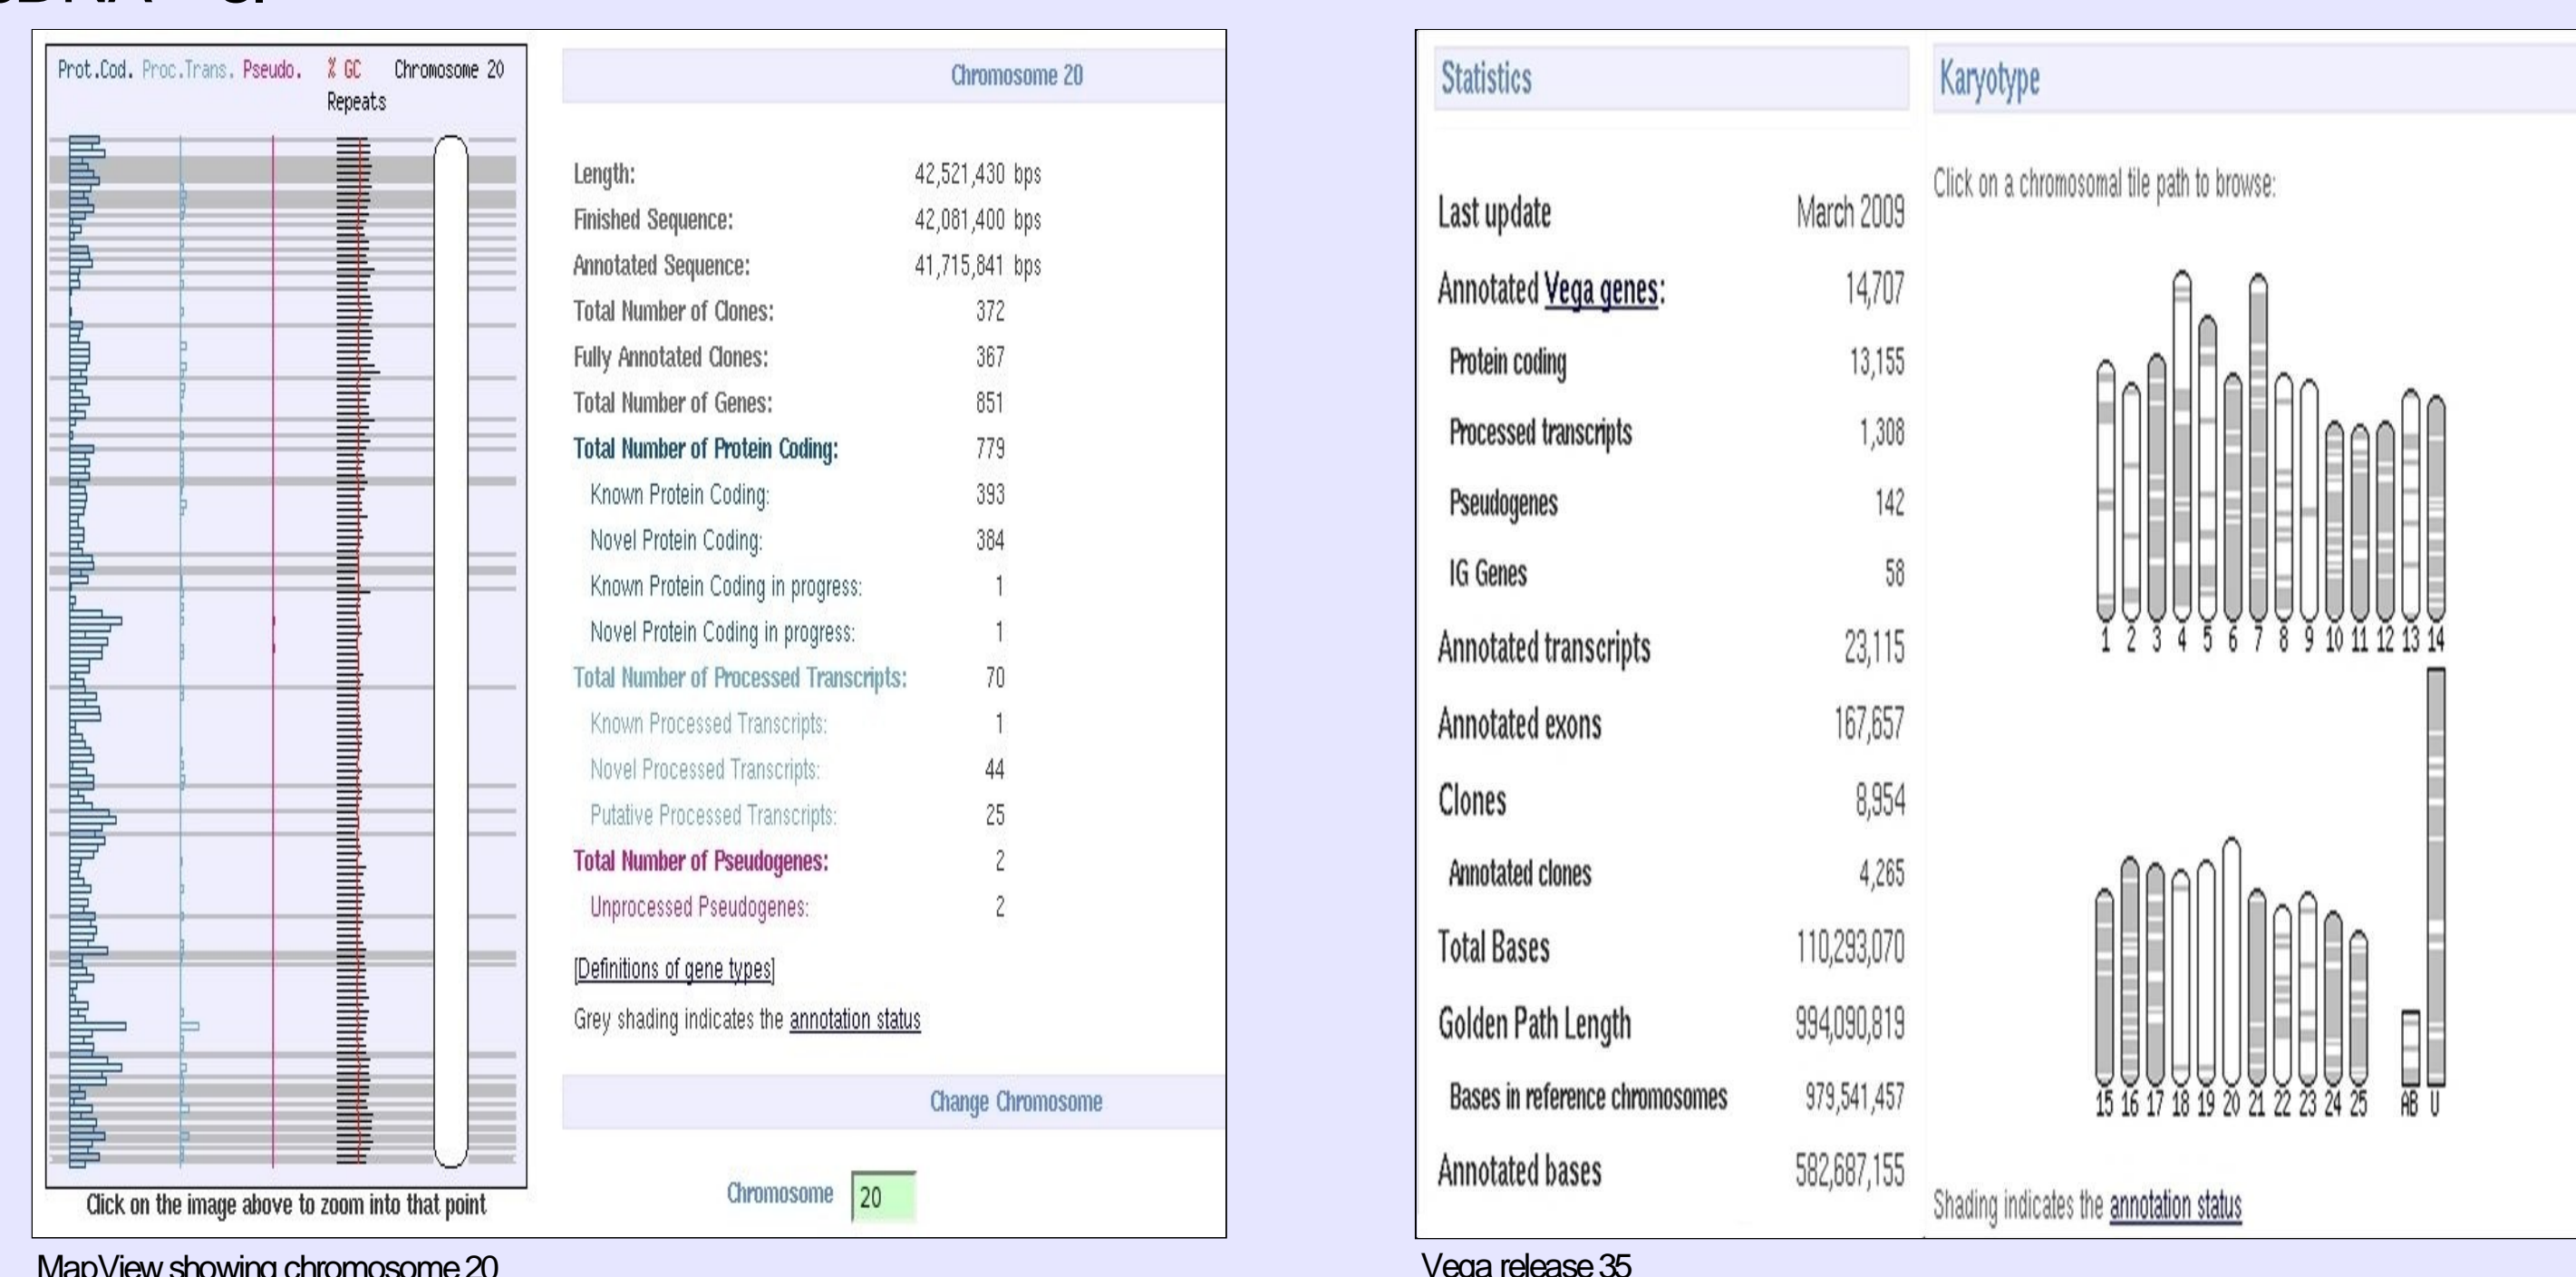 Prot.Cod. Proc.Trans. Pseudo. % GC Chromosome 20
Repeats
Click on the image above to zoom into that point
Chromosome 20
Length: 42,521,430 bps
Finished Sequence: 42,081,400 bps
Annotated Sequence: 41,715,841 bps
Total Number of Clones: 372
Fully Annotated Clones: 367
Total Number of Genes: 851
Total Number of Protein Coding: 779
Known Protein Coding: 393
Novel Protein Coding: 384
Known Protein Coding in progress: 1
Novel Protein Coding in progress: 1
Total Number of Processed Transcripts: 70
Known Processed Transcripts: 1
Novel Processed Transcripts: 44
Putative Processed Transcripts: 25
Total Number of Pseudogenes: 2
Unprocessed Pseudogenes: 2
[Definitions of gene types]
Grey shading indicates the annotation status
Change Chromosome
Chromosome 20
MapView showing chromosome 20
Statistics
Last update March 2009
Annotated Vega genes: 14,707
Protein coding 13,155
Processed transcripts 1,308
Pseudogenes 142
IG Genes 58
Annotated transcripts 23,115
Annotated exons 167,657
Clones 8,954
Annotated clones 4,265
Total Bases 110,293,070
Golden Path Length 994,090,819
Bases in reference chromosomes 979,541,457
Annotated bases 582,687,155
Karyotype
Click on a chromosomal tile path to browse:
1 2 3 4 5 6 7 8 9 10 11 12 13 14
15 16 17 18 19 20 21 22 23 24 25 AB U
Shading indicates the annotation status
Vega release 35